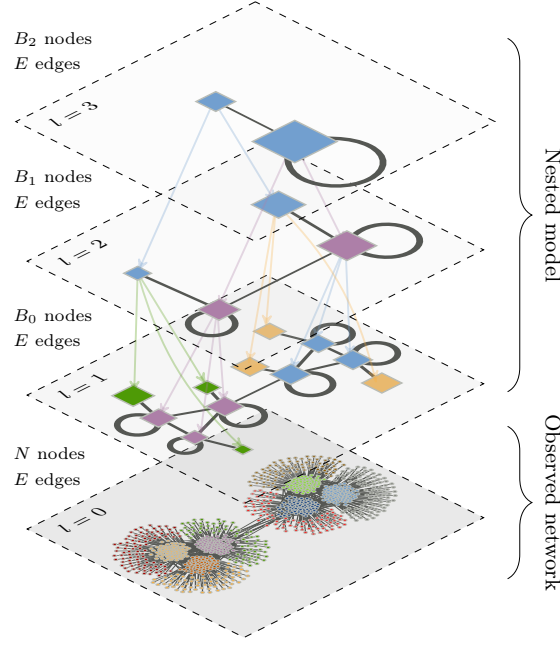 B₂ nodes
E edges
l = 3
B₁ nodes
E edges
l = 2
B₀ nodes
E edges
l = 1
N nodes
E edges
l = 0
Nested model
Observed network